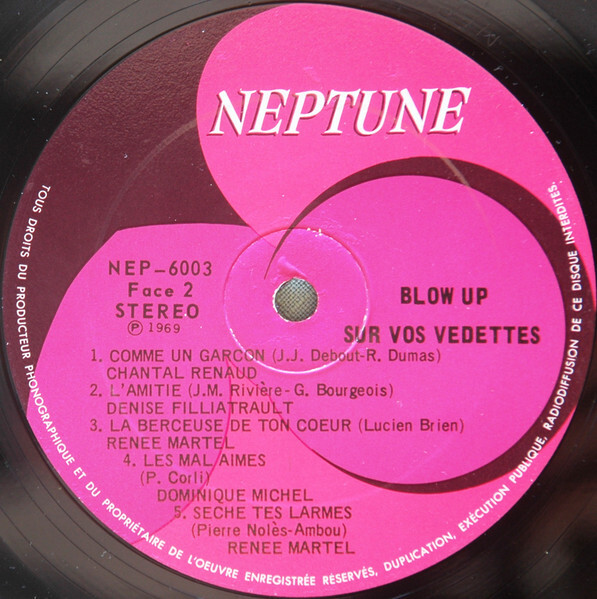 NEPTUNE
NEP-6003
Face 2
STEREO
Ⓟ 1969
BLOW UP
SUR VOS VEDETTES
1. COMME UN GARCON (J.J. Debout-R. Dumas)
CHANTAL RENAUD
2. L'AMITIE (J.M. Rivière-G. Bourgeois)
DENISE FILLIATRAULT
3. LA BERCEUSE DE TON COEUR (Lucien Brien)
RENEE MARTEL
4. LES MAL AIMES
(P. Corli)
DOMINIQUE MICHEL
5. SECHE TES LARMES
(Pierre Nolès-Ambou)
RENEE MARTEL
TOUS DROITS DU PRODUCTEUR PHONOGRAPHIQUE ET DU PROPRIÉTAIRE DE L'OEUVRE ENREGISTRÉE RÉSERVÉS, DUPLICATION, EXÉCUTION PUBLIQUE, RADIODIFFUSION DE CE DISQUE INTERDITES.